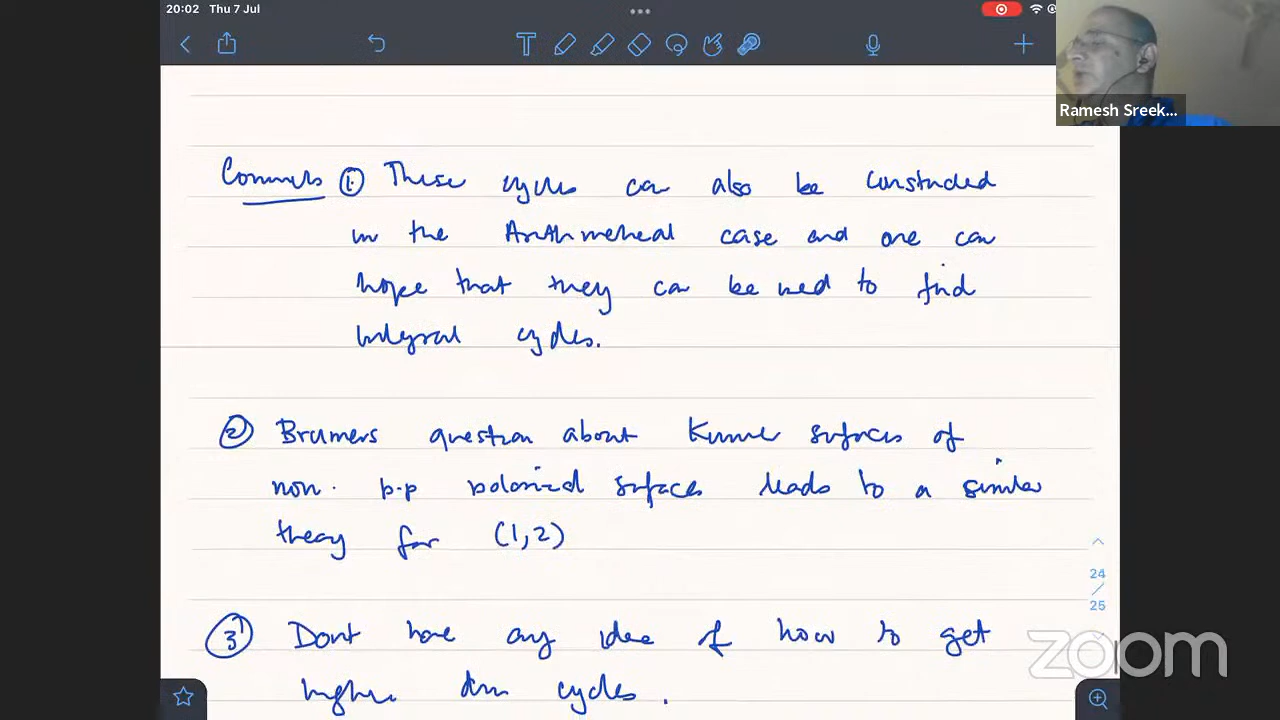 20:02 Thu 7 Jul
Ramesh Sreek...
Comments ① These cycles can also be constructed
in the Arithmetical case and one can
hope that they can be used to find
integral cycles.
② Brumers question about Kummer surfaces of
non. p.p polarized surfaces leads to a similar
theory for (1,2)
24
/
25
③ Dont have any idea of how to get
higher dim cycles.
zoom